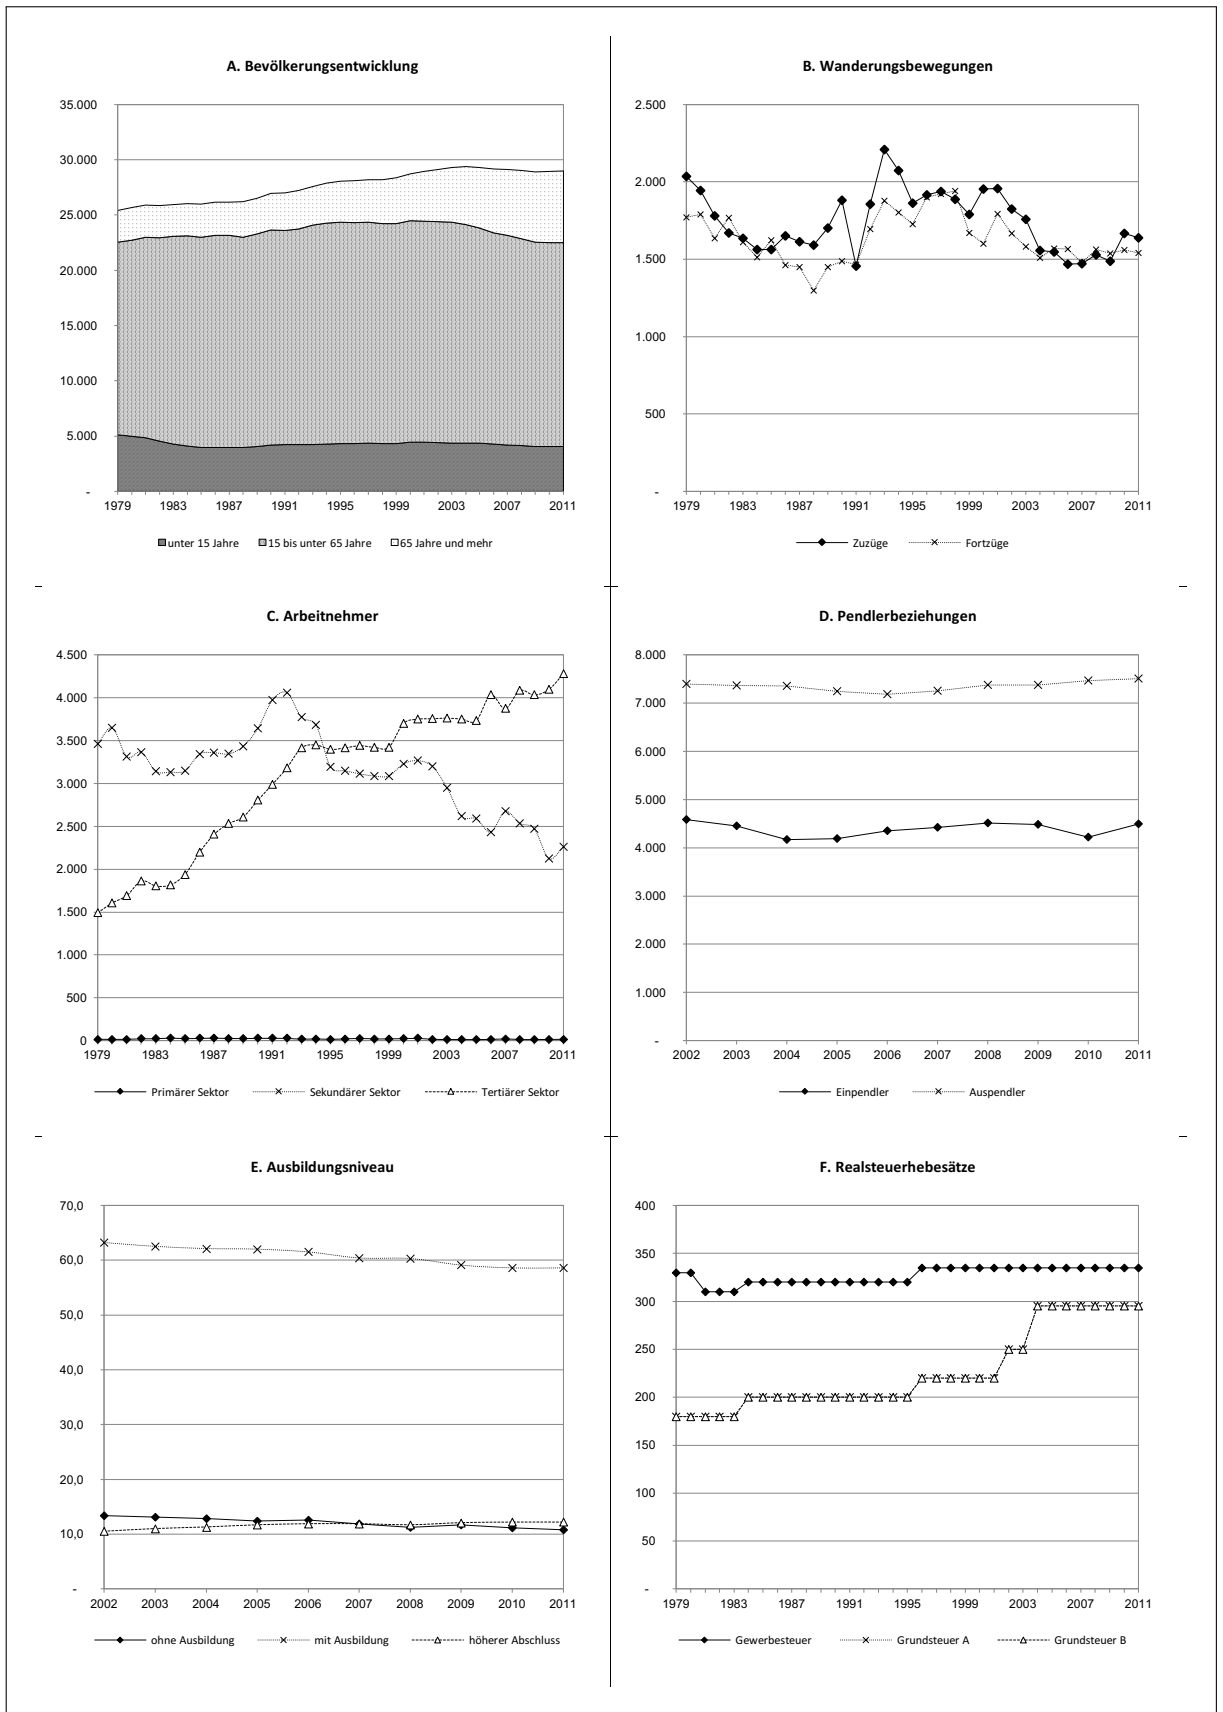 A. Bevölkerungsentwicklung
35.000
30.000
25.000
20.000
15.000
10.000
5.000
-
1979 1983 1987 1991 1995 1999 2003 2007 2011
unter 15 Jahre 15 bis unter 65 Jahre 65 Jahre und mehr
B. Wanderungsbewegungen
2.500
2.000
1.500
1.000
500
-
1979 1983 1987 1991 1995 1999 2003 2007 2011
Zuzüge Fortzüge
C. Arbeitnehmer
4.500
4.000
3.500
3.000
2.500
2.000
1.500
1.000
500
0
1979 1983 1987 1991 1995 1999 2003 2007 2011
Primärer Sektor Sekundärer Sektor Tertiärer Sektor
D. Pendlerbeziehungen
8.000
7.000
6.000
5.000
4.000
3.000
2.000
1.000
-
2002 2003 2004 2005 2006 2007 2008 2009 2010 2011
Einpendler Auspendler
E. Ausbildungsniveau
70,0
60,0
50,0
40,0
30,0
20,0
10,0
-
2002 2003 2004 2005 2006 2007 2008 2009 2010 2011
ohne Ausbildung mit Ausbildung höherer Abschluss
F. Realsteuerhebesätze
400
350
300
250
200
150
100
50
-
1979 1983 1987 1991 1995 1999 2003 2007 2011
Gewerbesteuer Grundsteuer A Grundsteuer B